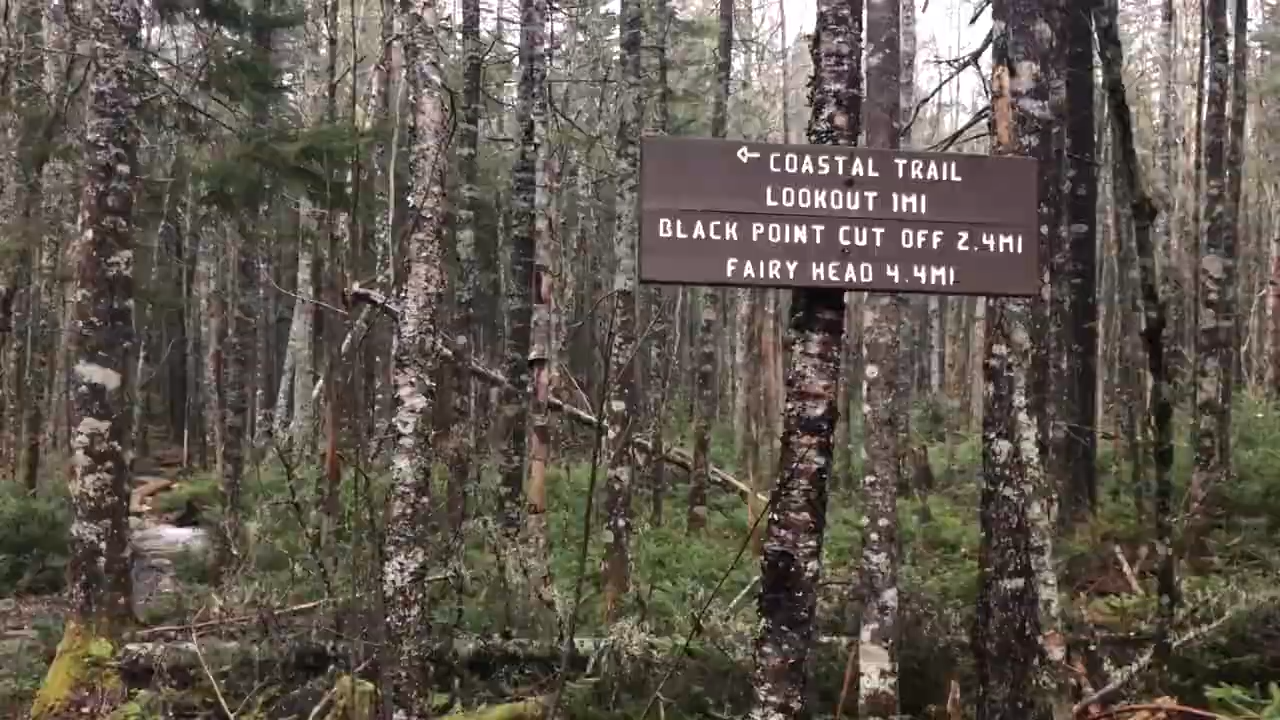 ← COASTAL TRAIL
LOOKOUT 1MI
BLACK POINT CUT OFF 2.4MI
FAIRY HEAD 4.4MI